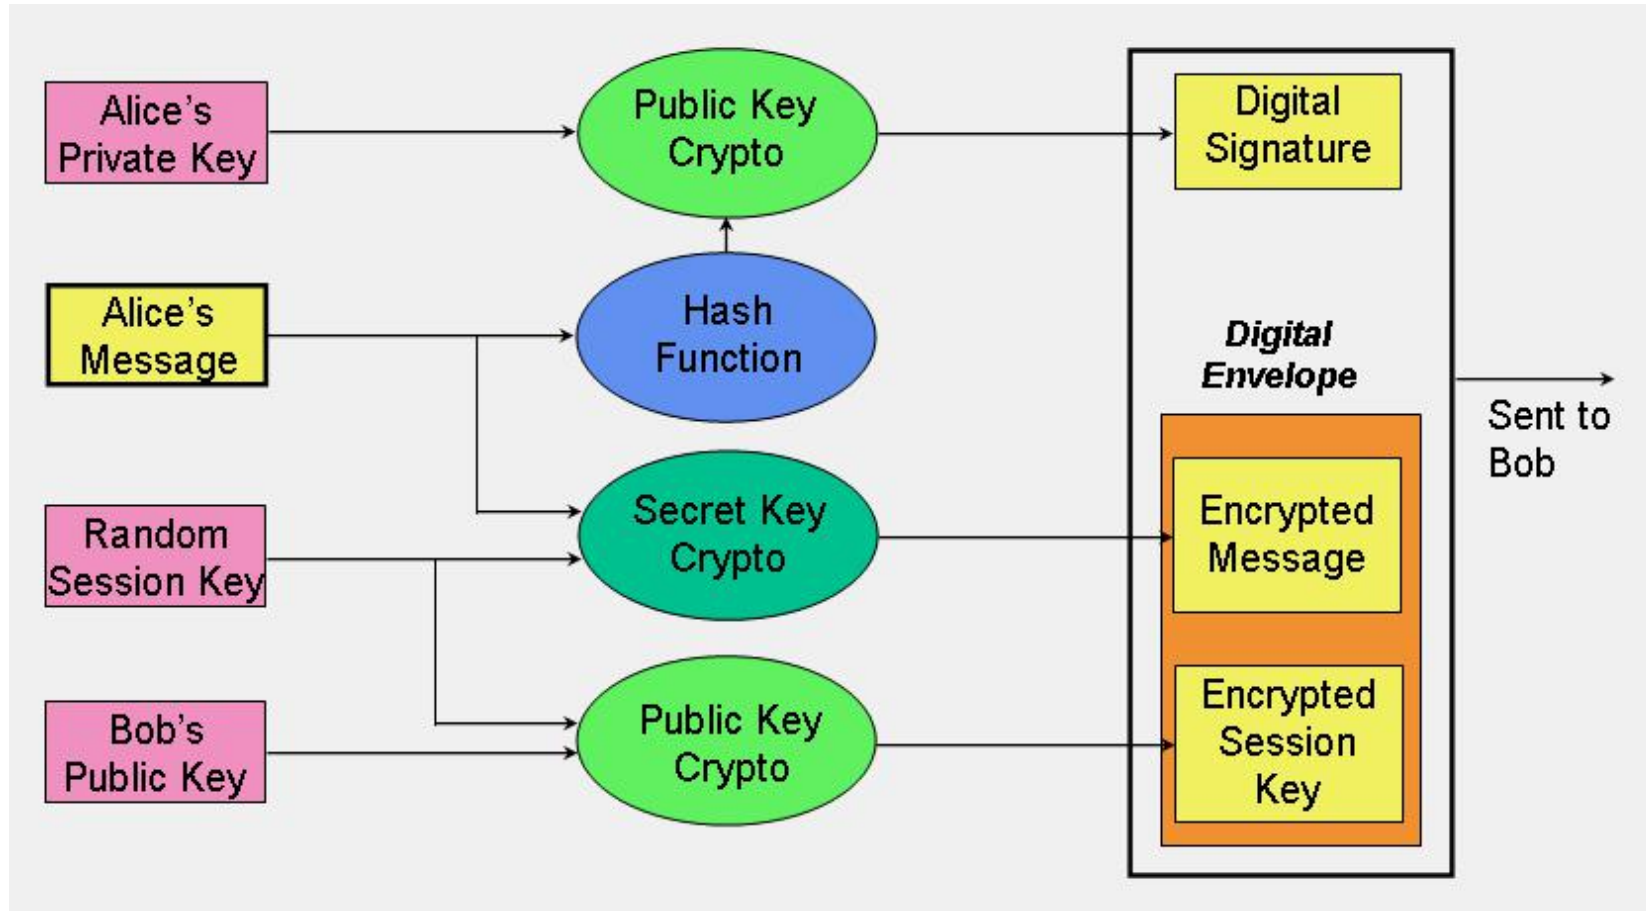 Alice’s
Private Key
Public Key
Crypto
Digital
Signature
Alice’s
Message
Hash
Function
Digital
Envelope
Sent to
Bob
Random
Session Key
Secret Key
Crypto
Encrypted
Message
Bob’s
Public Key
Public Key
Crypto
Encrypted
Session
Key